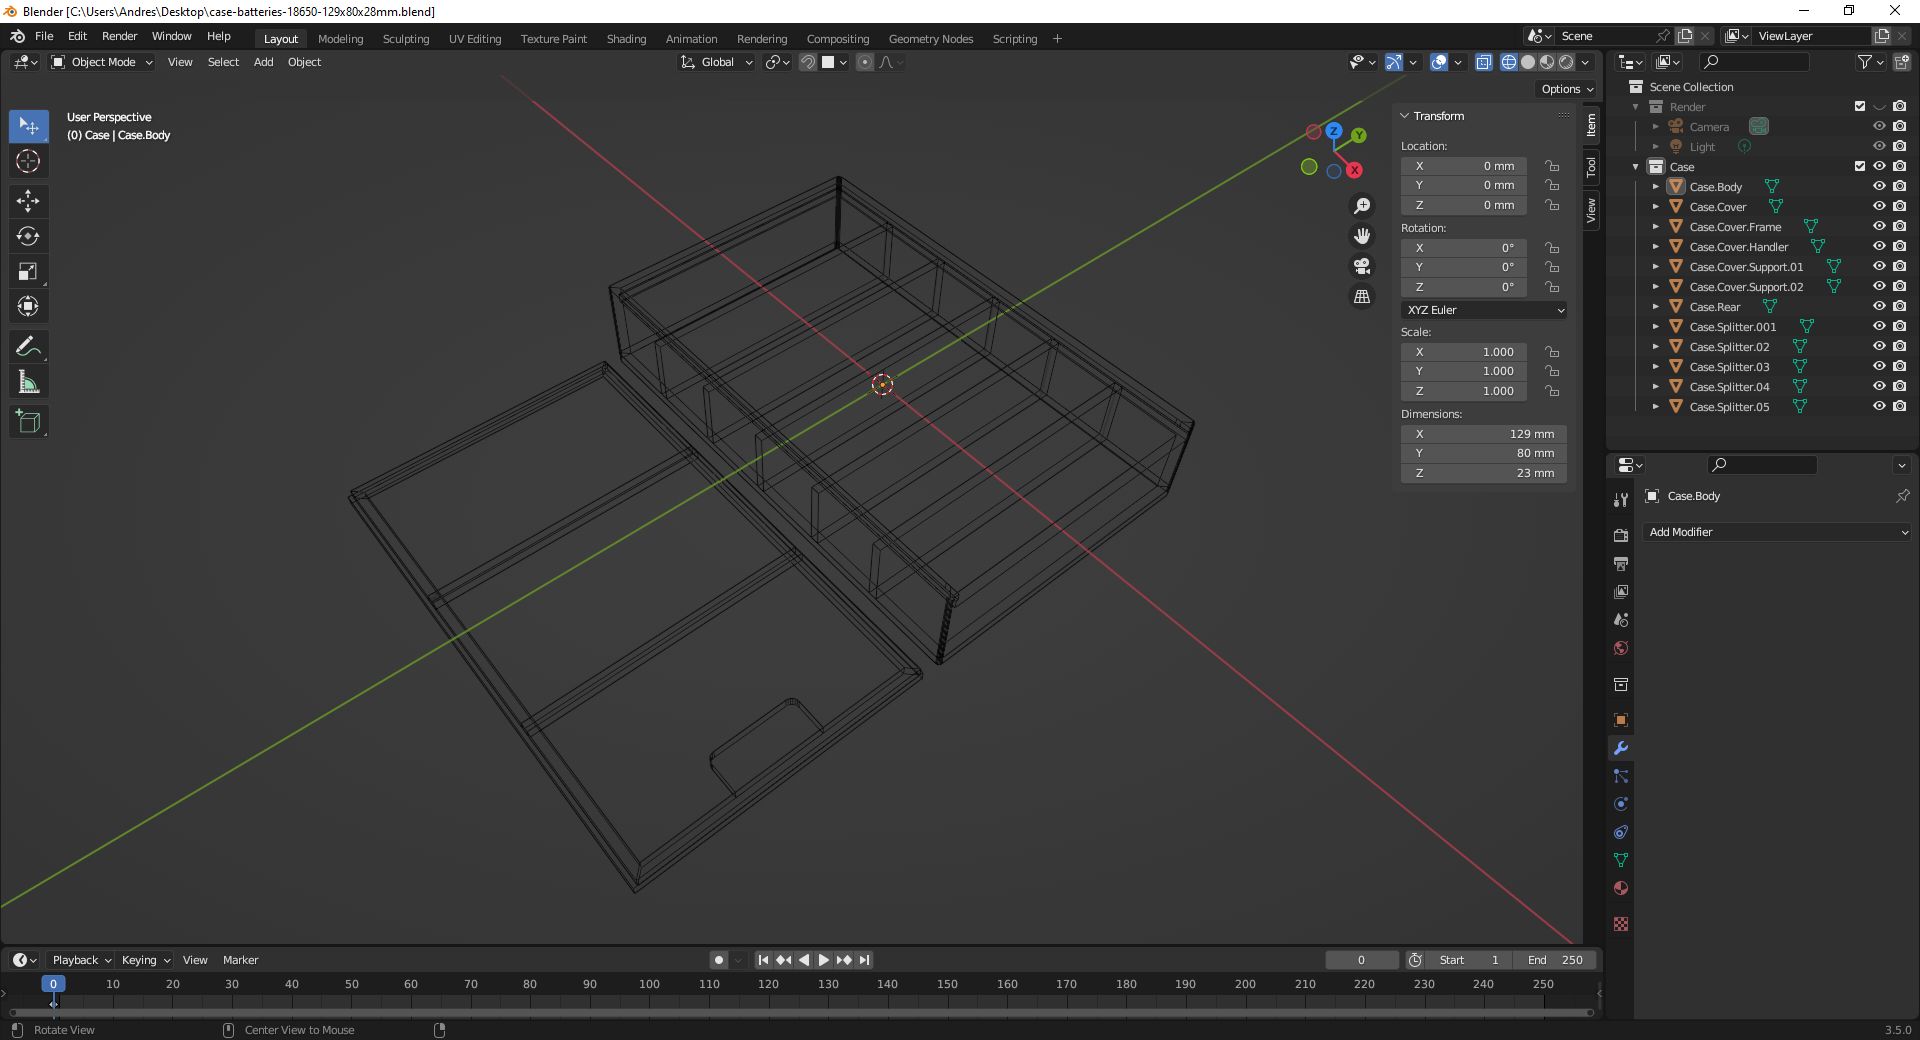 Blender [C:\Users\Andres\Desktop\case-batteries-18650-129x80x28mm.blend]
File Edit Render Window Help Layout Modeling Sculpting UV Editing Texture Paint Shading Animation Rendering Compositing Geometry Nodes Scripting + Scene ViewLayer
Object Mode View Select Add Object Global
Options
User Perspective
(0) Case | Case.Body
Z Y X
Transform
Location:
X 0 mm
Y 0 mm
Z 0 mm
Rotation:
X 0°
Y 0°
Z 0°
XYZ Euler
Scale:
X 1.000
Y 1.000
Z 1.000
Dimensions:
X 129 mm
Y 80 mm
Z 23 mm
Item
Tool
View
Scene Collection
Render
Camera
Light
Case
Case.Body
Case.Cover
Case.Cover.Frame
Case.Cover.Handler
Case.Cover.Support.01
Case.Cover.Support.02
Case.Rear
Case.Splitter.001
Case.Splitter.02
Case.Splitter.03
Case.Splitter.04
Case.Splitter.05
Case.Body
Add Modifier
Playback Keying View Marker 0 Start 1 End 250
0 10 20 30 40 50 60 70 80 90 100 110 120 130 140 150 160 170 180 190 200 210 220 230 240 250
Rotate View Center View to Mouse 3.5.0